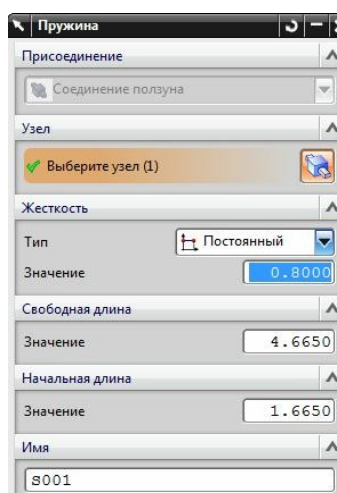 Пружина
Присоединение
Соединение ползуна
Узел
Выберите узел (1)
Жесткость
Тип Постоянный
Значение 0.8000
Свободная длина
Значение 4.6650
Начальная длина
Значение 1.6650
Имя
S001